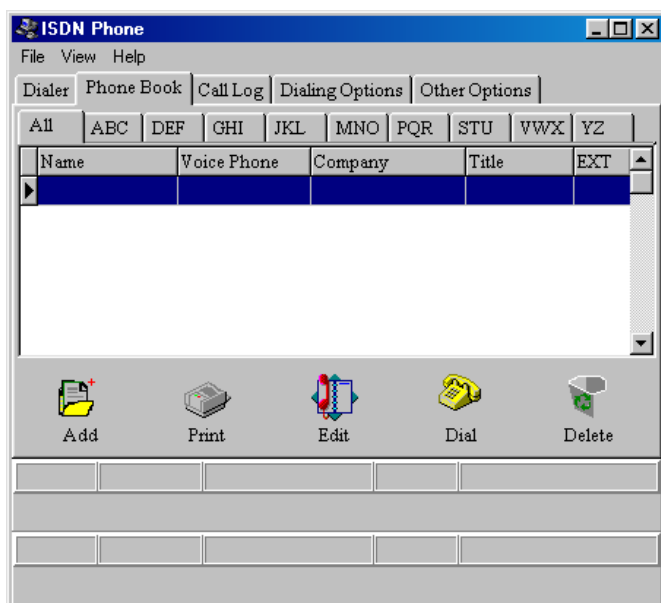 ISDN Phone
File View Help
Dialer Phone Book Call Log Dialing Options Other Options
All ABC DEF GHI JKL MNO PQR STU VWX YZ
Name Voice Phone Company Title EXT
Add Print Edit Dial Delete